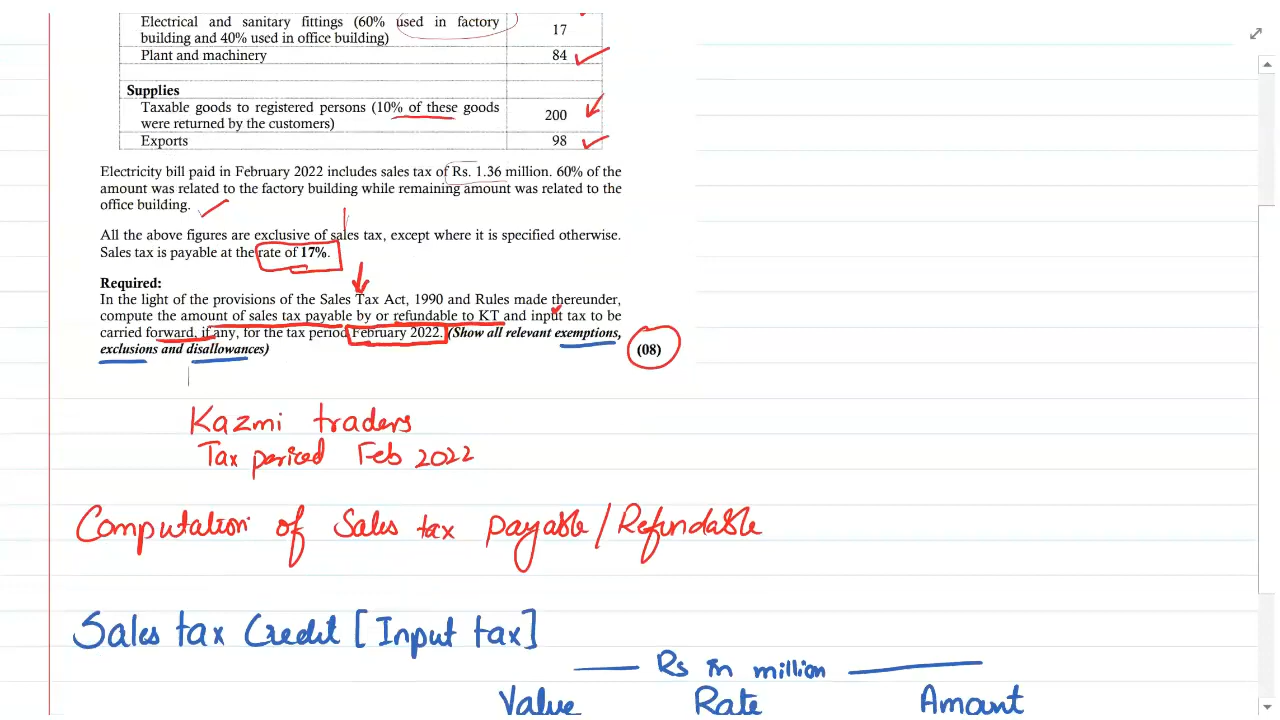 Electrical and sanitary fittings (60% used in factory
building and 40% used in office building) 17
Plant and machinery 84
Supplies
Taxable goods to registered persons (10% of these goods
were returned by the customers) 200
Exports 98
Electricity bill paid in February 2022 includes sales tax of Rs. 1.36 million. 60% of the
amount was related to the factory building while remaining amount was related to the
office building.
All the above figures are exclusive of sales tax, except where it is specified otherwise.
Sales tax is payable at the rate of 17%.
Required:
In the light of the provisions of the Sales Tax Act, 1990 and Rules made thereunder,
compute the amount of sales tax payable by or refundable to KT and input tax to be
carried forward, if any, for the tax period February 2022. (Show all relevant exemptions,
exclusions and disallowances) (08)
Kazmi traders
Tax period Feb 2022
Computation of Sales tax Payable/Refundable
Sales tax Credit [Input tax]
Rs in million
Value Rate Amount